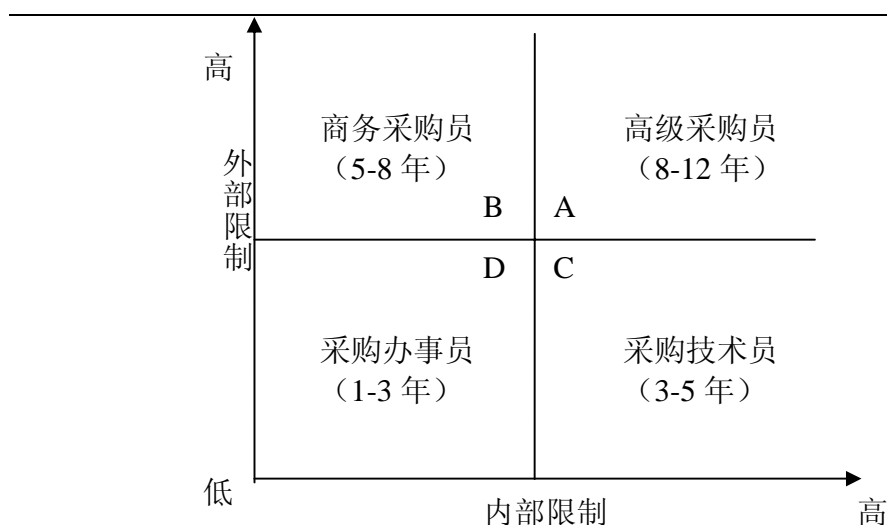 高
商务采购员
（5-8 年）
高级采购员
（8-12 年）
外部限制
B
A
D
C
采购办事员
（1-3 年）
采购技术员
（3-5 年）
低
内部限制
高